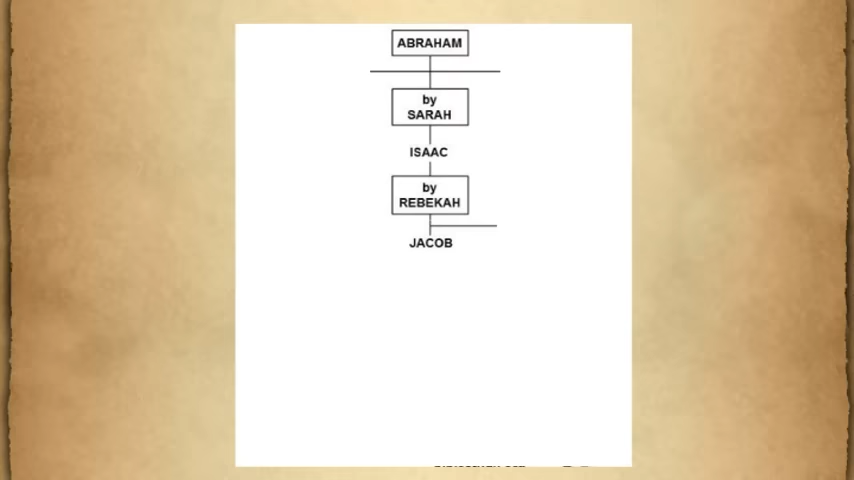 ABRAHAM
by
SARAH
ISAAC
by
REBEKAH
JACOB